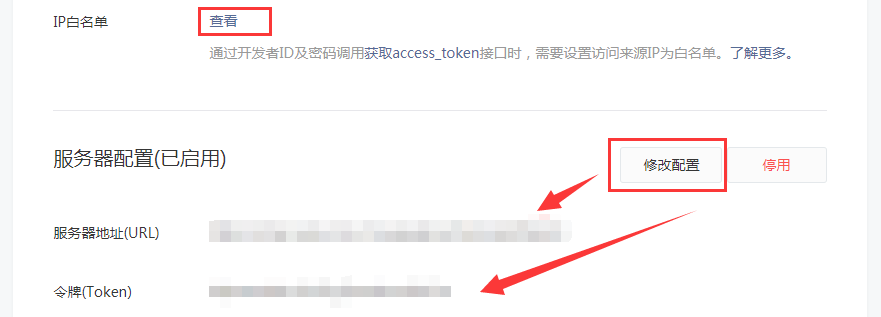 IP白名单 查看
通过开发者ID及密码调用获取access_token接口时，需要设置访问来源IP为白名单。了解更多。
服务器配置(已启用) 修改配置 停用
服务器地址(URL)
令牌(Token)